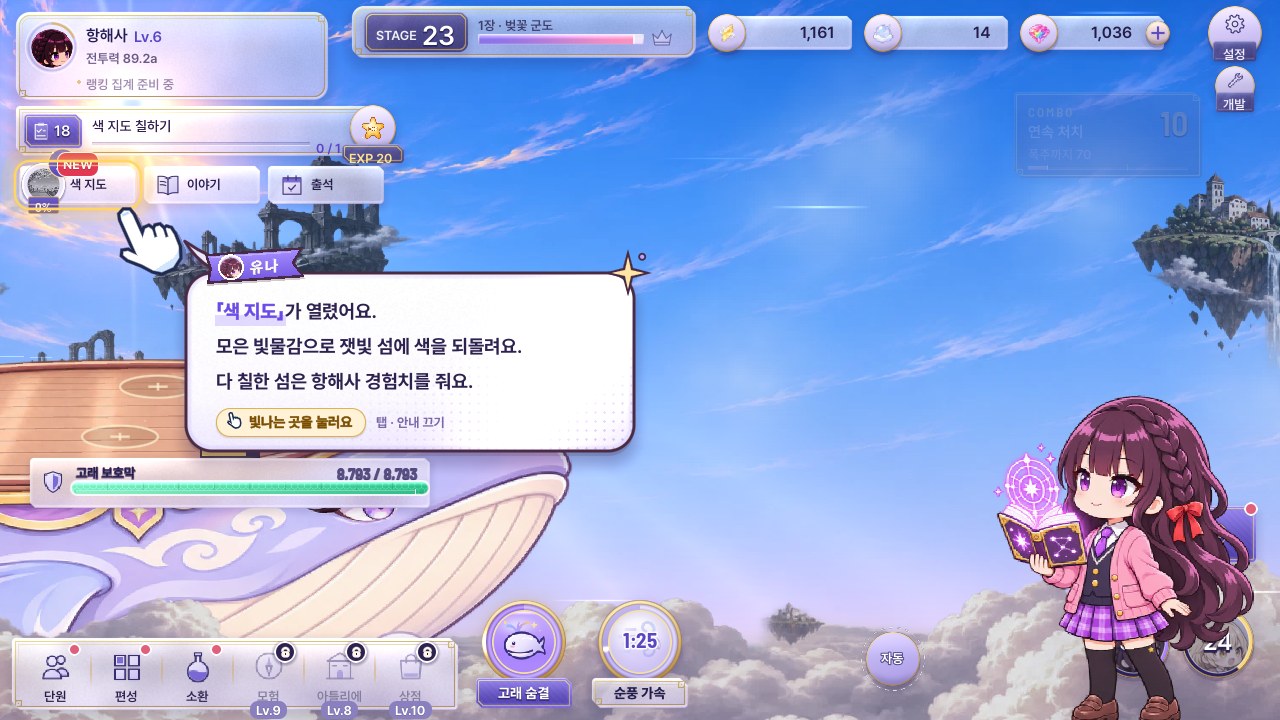 항해사 Lv.6
전투력 89.2a
랭킹 집계 준비 중
STAGE 23
1장 · 벚꽃 군도
1,161
14
1,036
설정
개발
18
색 지도 칠하기
0 / 1
EXP 20
NEW
색 지도
0%
이야기
출석
COMBO
연속 처치
10
폭주까지 70
유나
「색 지도」가 열렸어요.
모은 빛물감으로 잿빛 섬에 색을 되돌려요.
다 칠한 섬은 항해사 경험치를 줘요.
빛나는 곳을 눌러요
탭 · 안내 끄기
고래 보호막
8,793 / 8,793
단원
편성
소환
모험
Lv.9
아틀리에
Lv.8
상점
Lv.10
고래 숨결
1:25
순풍 가속
자동
24